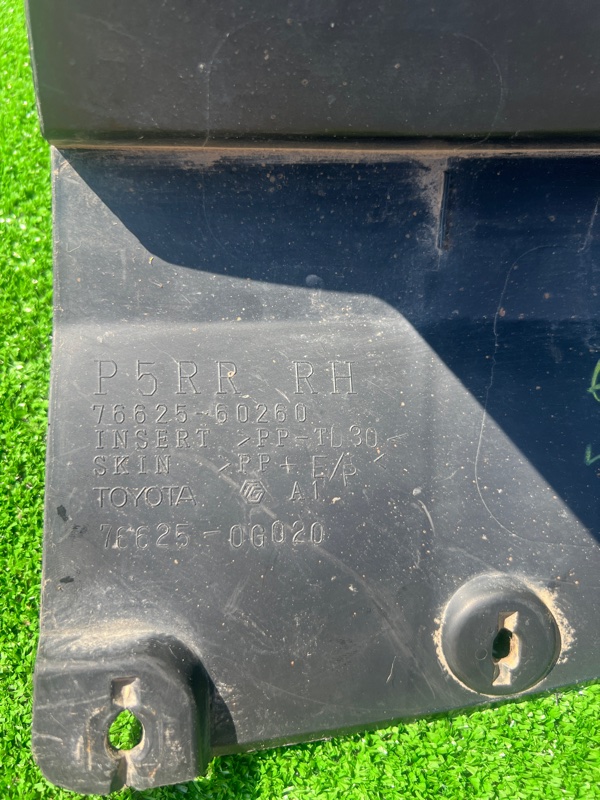 P5RR RH
76625-60260
INSERT >PP-TD30<
SKIN >PP+E/P<
TOYOTA A1
76625-0G020